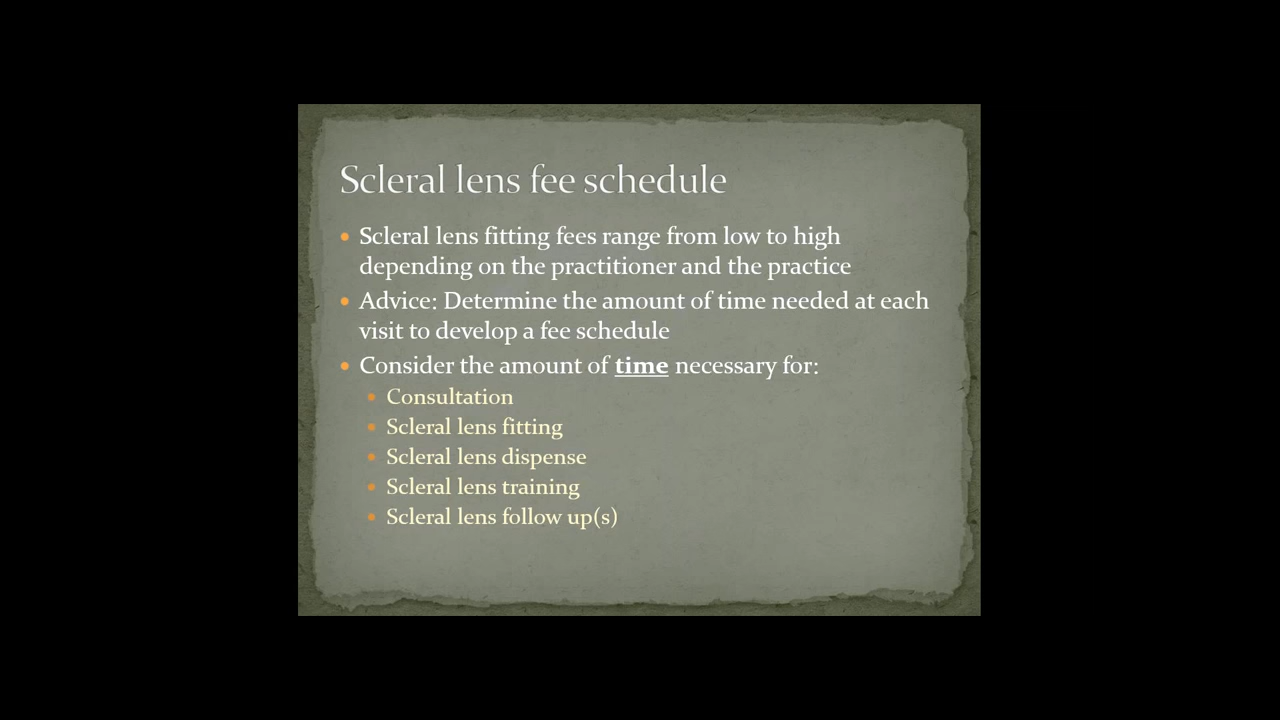 Scleral lens fee schedule
• Scleral lens fitting fees range from low to high
depending on the practitioner and the practice
• Advice: Determine the amount of time needed at each
visit to develop a fee schedule
• Consider the amount of time necessary for:
• Consultation
• Scleral lens fitting
• Scleral lens dispense
• Scleral lens training
• Scleral lens follow up(s)